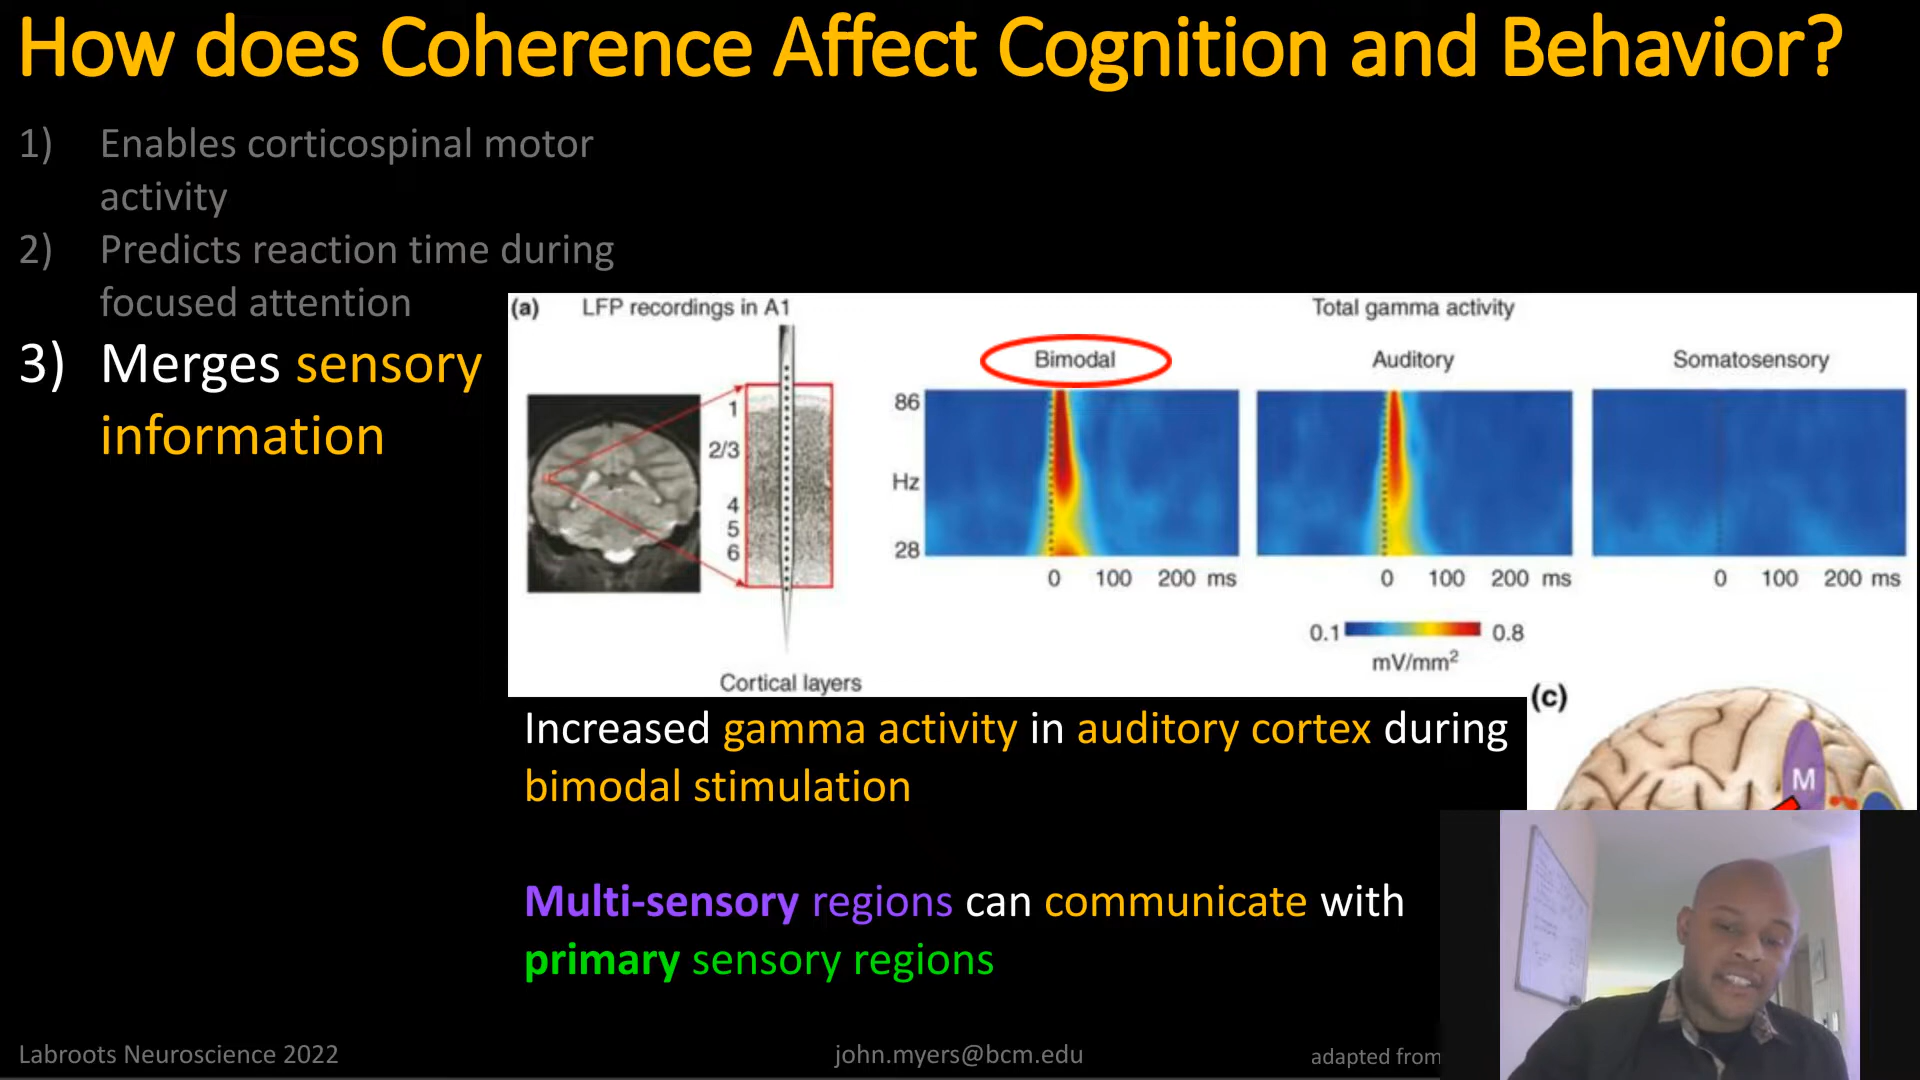 How does Coherence Affect Cognition and Behavior?
1) Enables corticospinal motor
activity
2) Predicts reaction time during
focused attention
3) Merges sensory
information
(a) LFP recordings in A1
Total gamma activity
Bimodal
Auditory
Somatosensory
1
2/3
4
5
6
86
Hz
28
0 100 200 ms
0 100 200 ms
0 100 200 ms
0.1 0.8
mV/mm²
Cortical layers
(c)
M
Increased gamma activity in auditory cortex during
bimodal stimulation
Multi-sensory regions can communicate with
primary sensory regions
Labroots Neuroscience 2022
john.myers@bcm.edu
adapted from